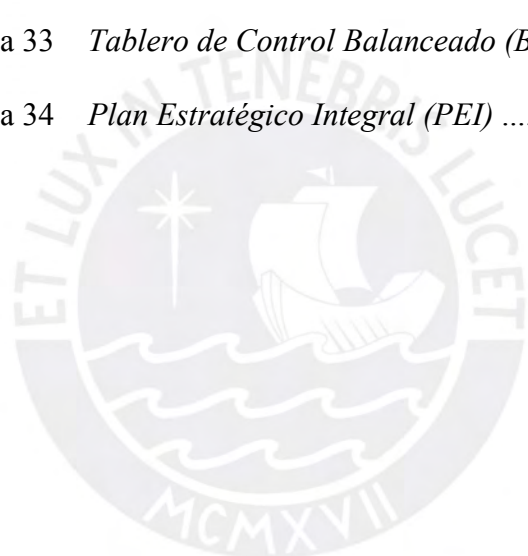 a 33 Tablero de Control Balanceado (B
a 34 Plan Estratégico Integral (PEI) ....
ET LUX IN TENEBRIS LUCET
MCMXVII